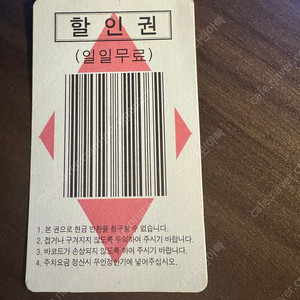 할인권
(일일무료)
1. 본 권으로 현금 반환을 청구할 수 없습니다.
2. 접거나 구겨지지 않도록 주의하여 주시기 바랍니다.
3. 바코드가 손상되지 않도록 하여 주시기 바랍니다.
4. 주차요금 정산시 무인정산기에 넣어주십시오.